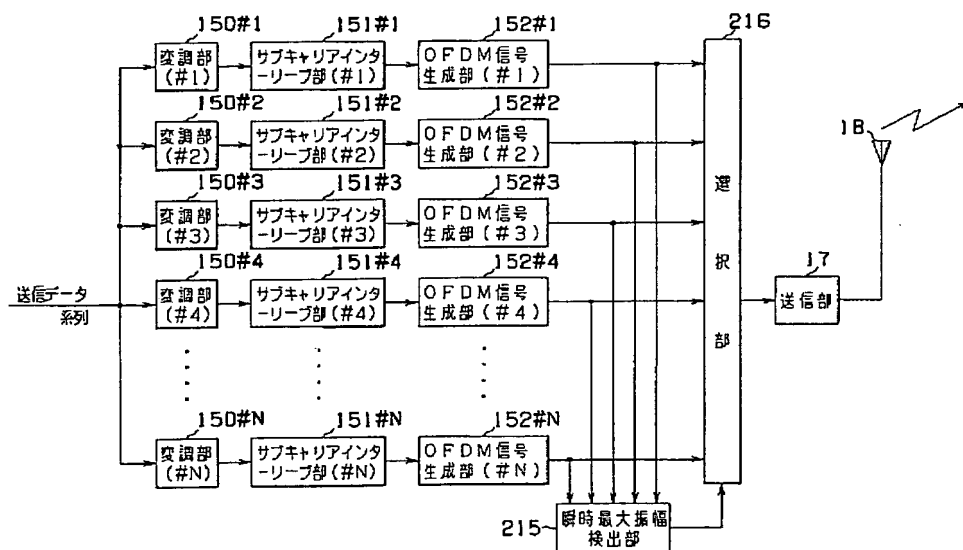 150#1
151#1
152#1
216
変調部
(#1)
サブキャリアインタ
ーリーブ部(#1)
OFDM信号
生成部(#1)
150#2
151#2
152#2
変調部
(#2)
サブキャリアインタ
ーリーブ部(#2)
OFDM信号
生成部(#2)
18
150#3
151#3
152#3
変調部
(#3)
サブキャリアインタ
ーリーブ部(#3)
OFDM信号
生成部(#3)
選択部
150#4
151#4
152#4
17
送信データ
系列
変調部
(#4)
サブキャリアインタ
ーリーブ部(#4)
OFDM信号
生成部(#4)
送信部
150#N
151#N
152#N
変調部
(#N)
サブキャリアインタ
ーリーブ部(#N)
OFDM信号
生成部(#N)
215
瞬時最大振幅
検出部